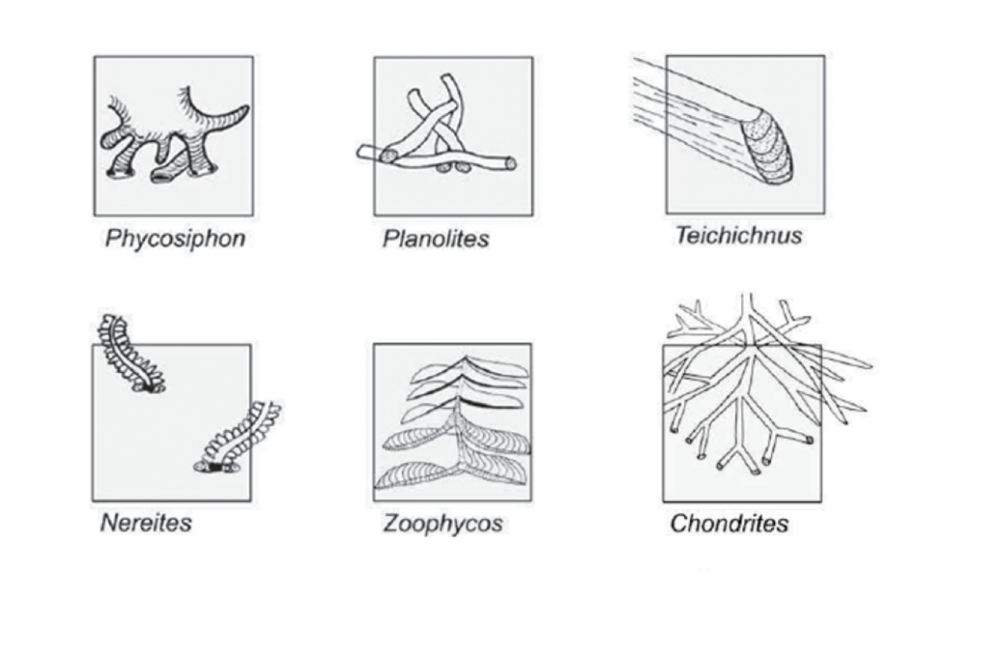 Phycosiphon
Planolites
Teichichnus
Nereites
Zoophycos
Chondrites